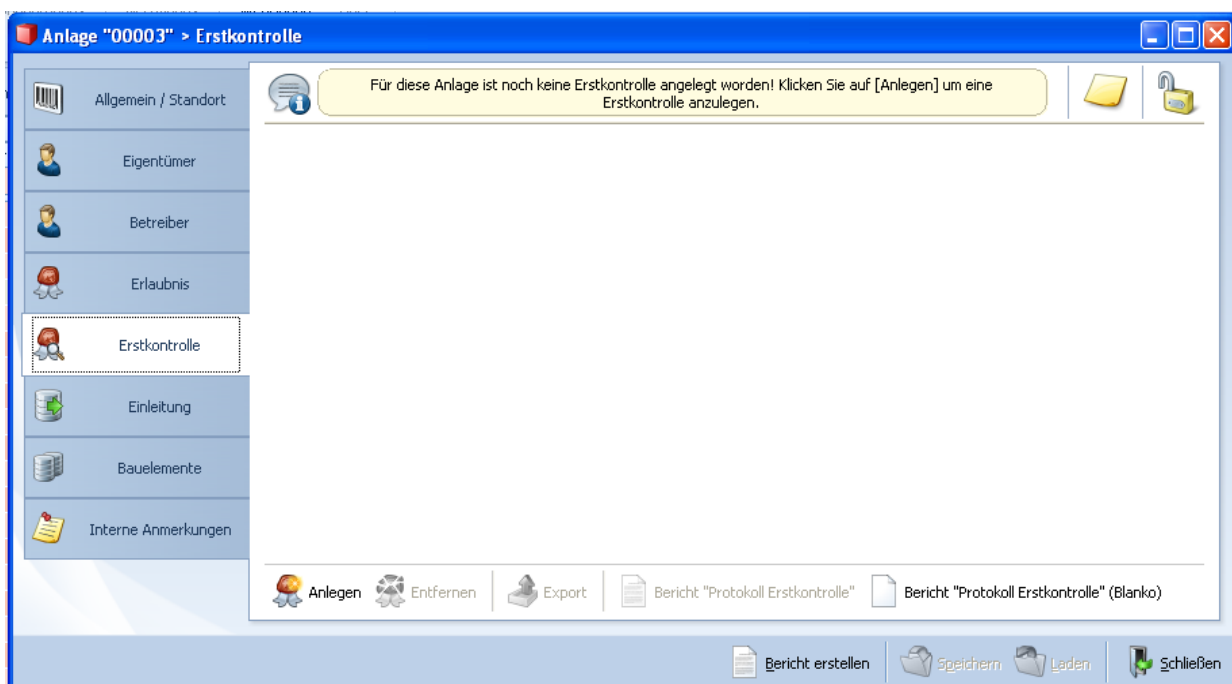 Anlage "00003" > Erstkontrolle
Allgemein / Standort
Eigentümer
Betreiber
Erlaubnis
Erstkontrolle
Einleitung
Bauelemente
Interne Anmerkungen
Für diese Anlage ist noch keine Erstkontrolle angelegt worden! Klicken Sie auf [Anlegen] um eine
Erstkontrolle anzulegen.
Anlegen Entfernen Export Bericht "Protokoll Erstkontrolle" Bericht "Protokoll Erstkontrolle" (Blanko)
Bericht erstellen Speichern Laden Schließen